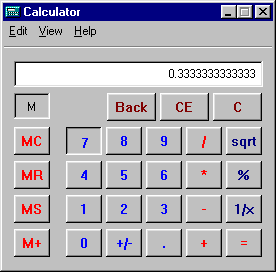 Calculator
Edit View Help
0.3333333333333
M Back CE C
MC 7 8 9 / sqrt
MR 4 5 6 * %
MS 1 2 3 - 1/x
M+ 0 +/- . + =